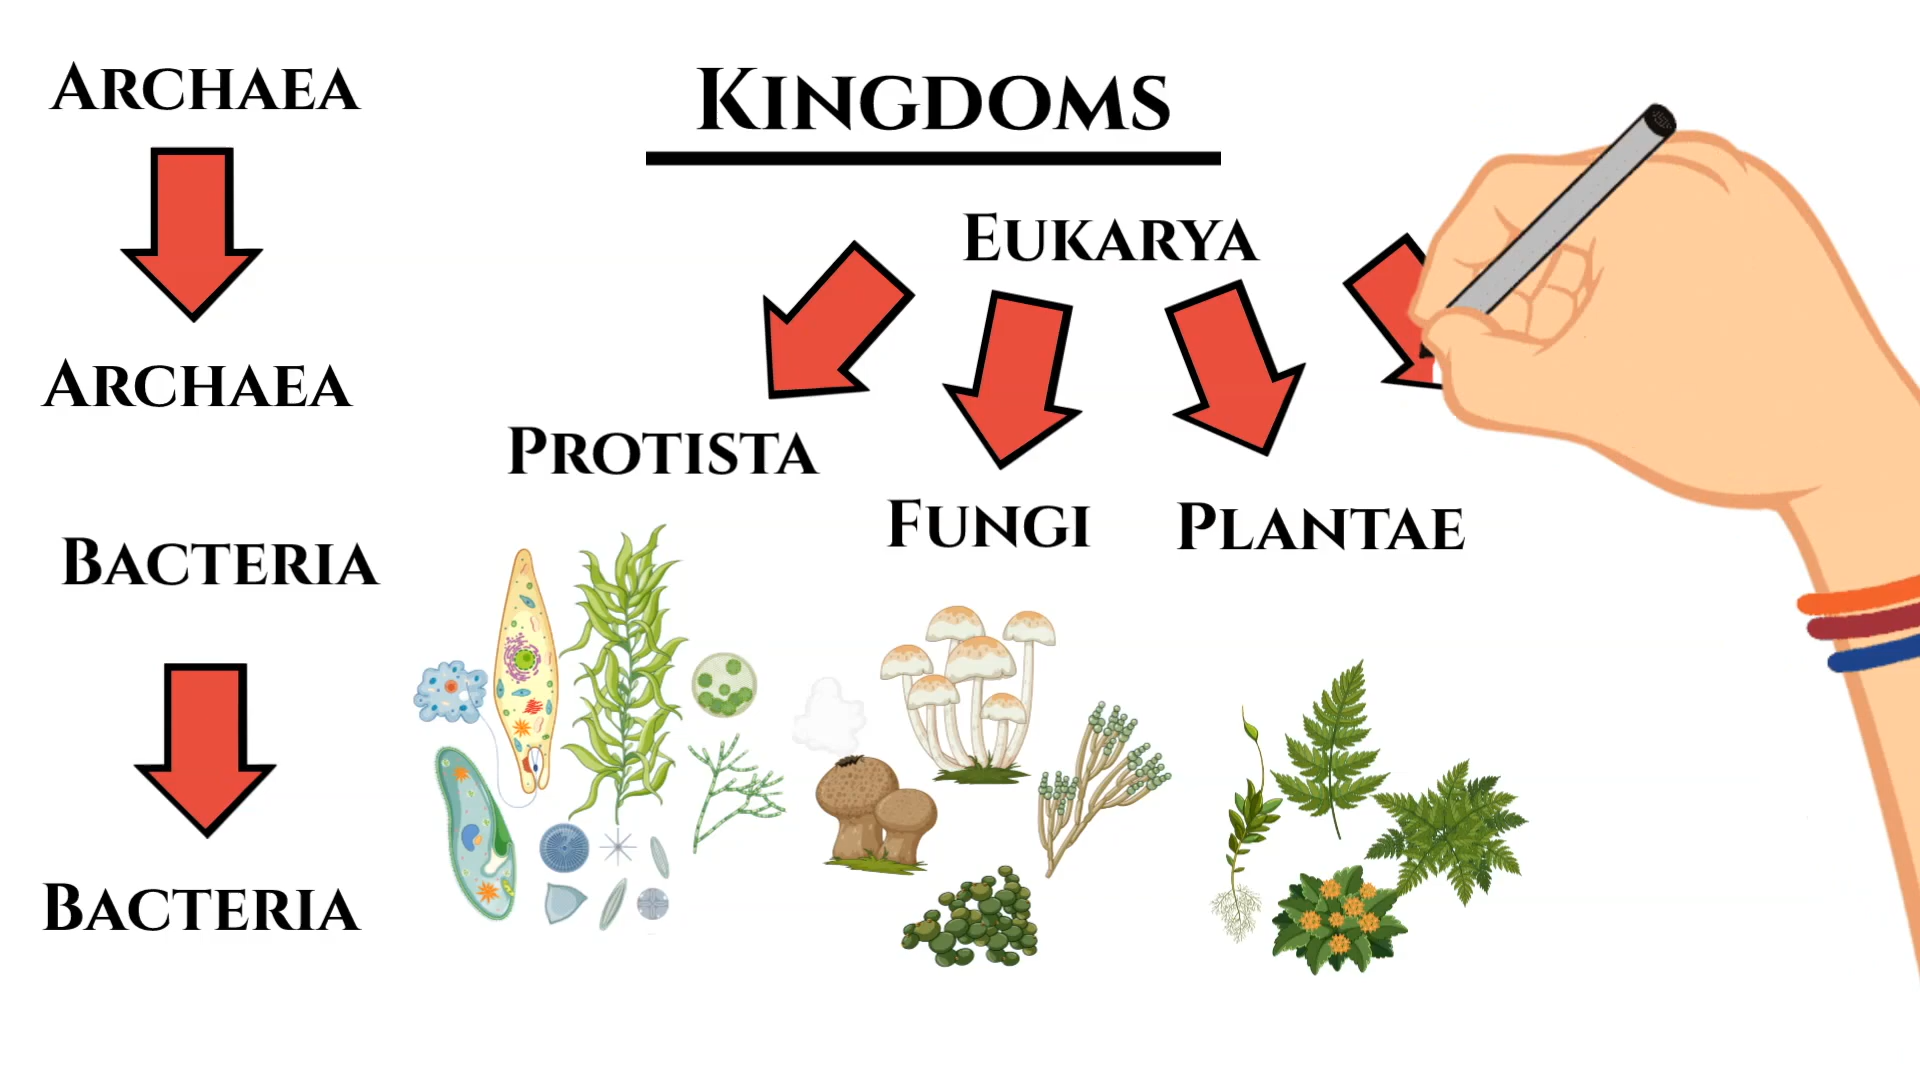 Archaea
Kingdoms
Eukarya
Archaea
Protista
Fungi
Plantae
Bacteria
Bacteria